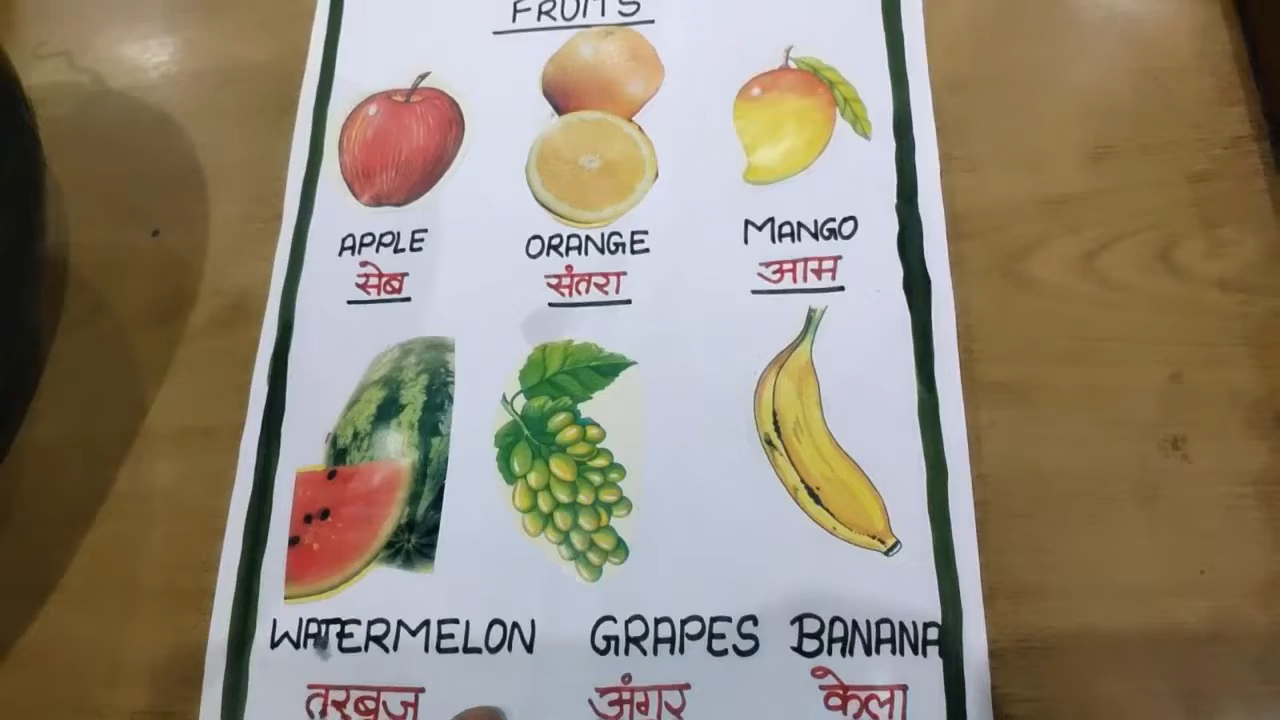 FRUITS
APPLE ORANGE MANGO
सेब संतरा आम
WATERMELON GRAPES BANANA
तरबूज अंगूर केला